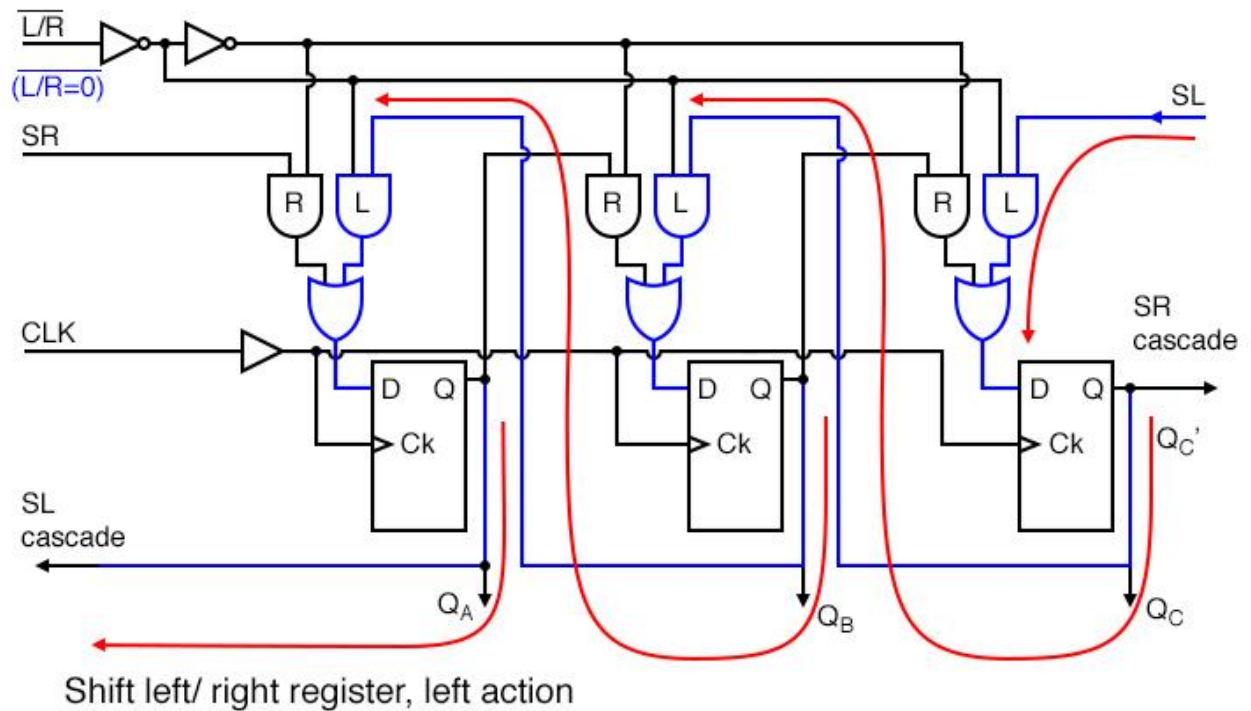 L/R
(L/R=0)
SR
SL
R
L
R
L
R
L
CLK
SR
cascade
D Q
Ck
D Q
Ck
D Q
Ck
QC'
SL
cascade
QA
QB
QC
Shift left/ right register, left action